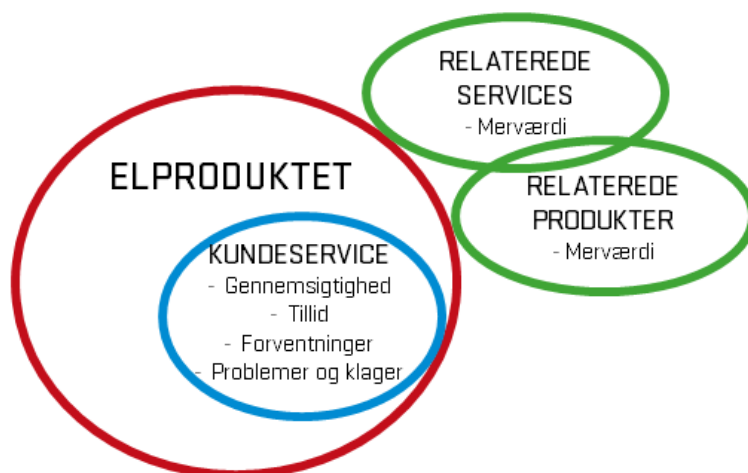 RELATEREDE
SERVICES
- Merværdi
ELPRODUKTET
RELATEREDE
PRODUKTER
- Merværdi
KUNDESERVICE
- Gennemsigtighed
- Tillid
- Forventninger
- Problemer og klager